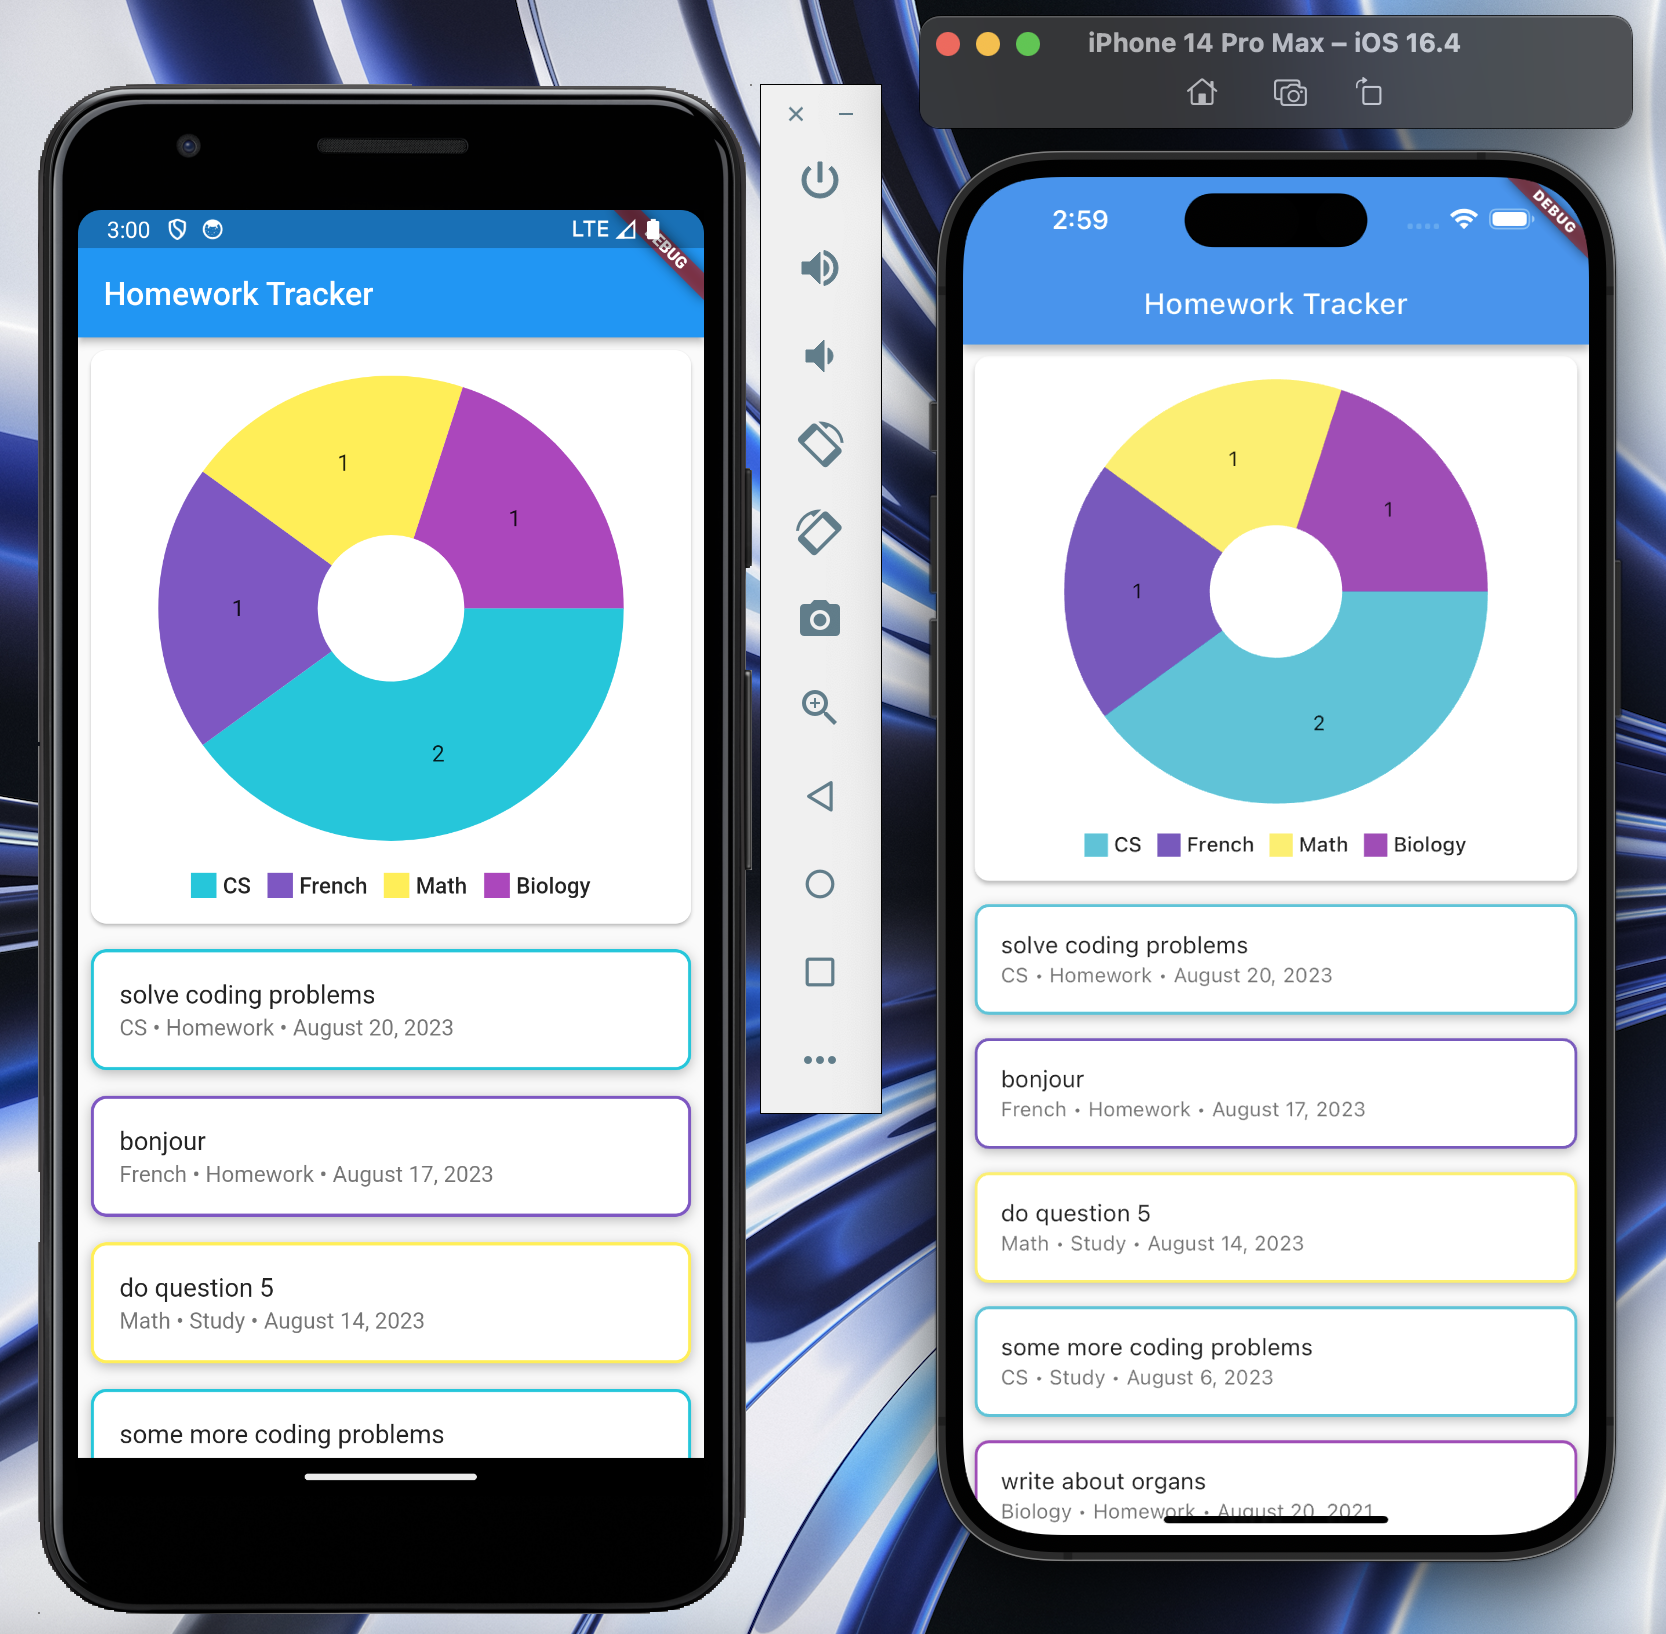 3:00
LTE
DEBUG
Homework Tracker
1
1
1
2
CS French Math Biology
solve coding problems
CS • Homework • August 20, 2023
bonjour
French • Homework • August 17, 2023
do question 5
Math • Study • August 14, 2023
some more coding problems
iPhone 14 Pro Max – iOS 16.4
2:59
DEBUG
Homework Tracker
1
1
1
2
CS French Math Biology
solve coding problems
CS • Homework • August 20, 2023
bonjour
French • Homework • August 17, 2023
do question 5
Math • Study • August 14, 2023
some more coding problems
CS • Study • August 6, 2023
write about organs
Biology • Homework • August 20, 2021